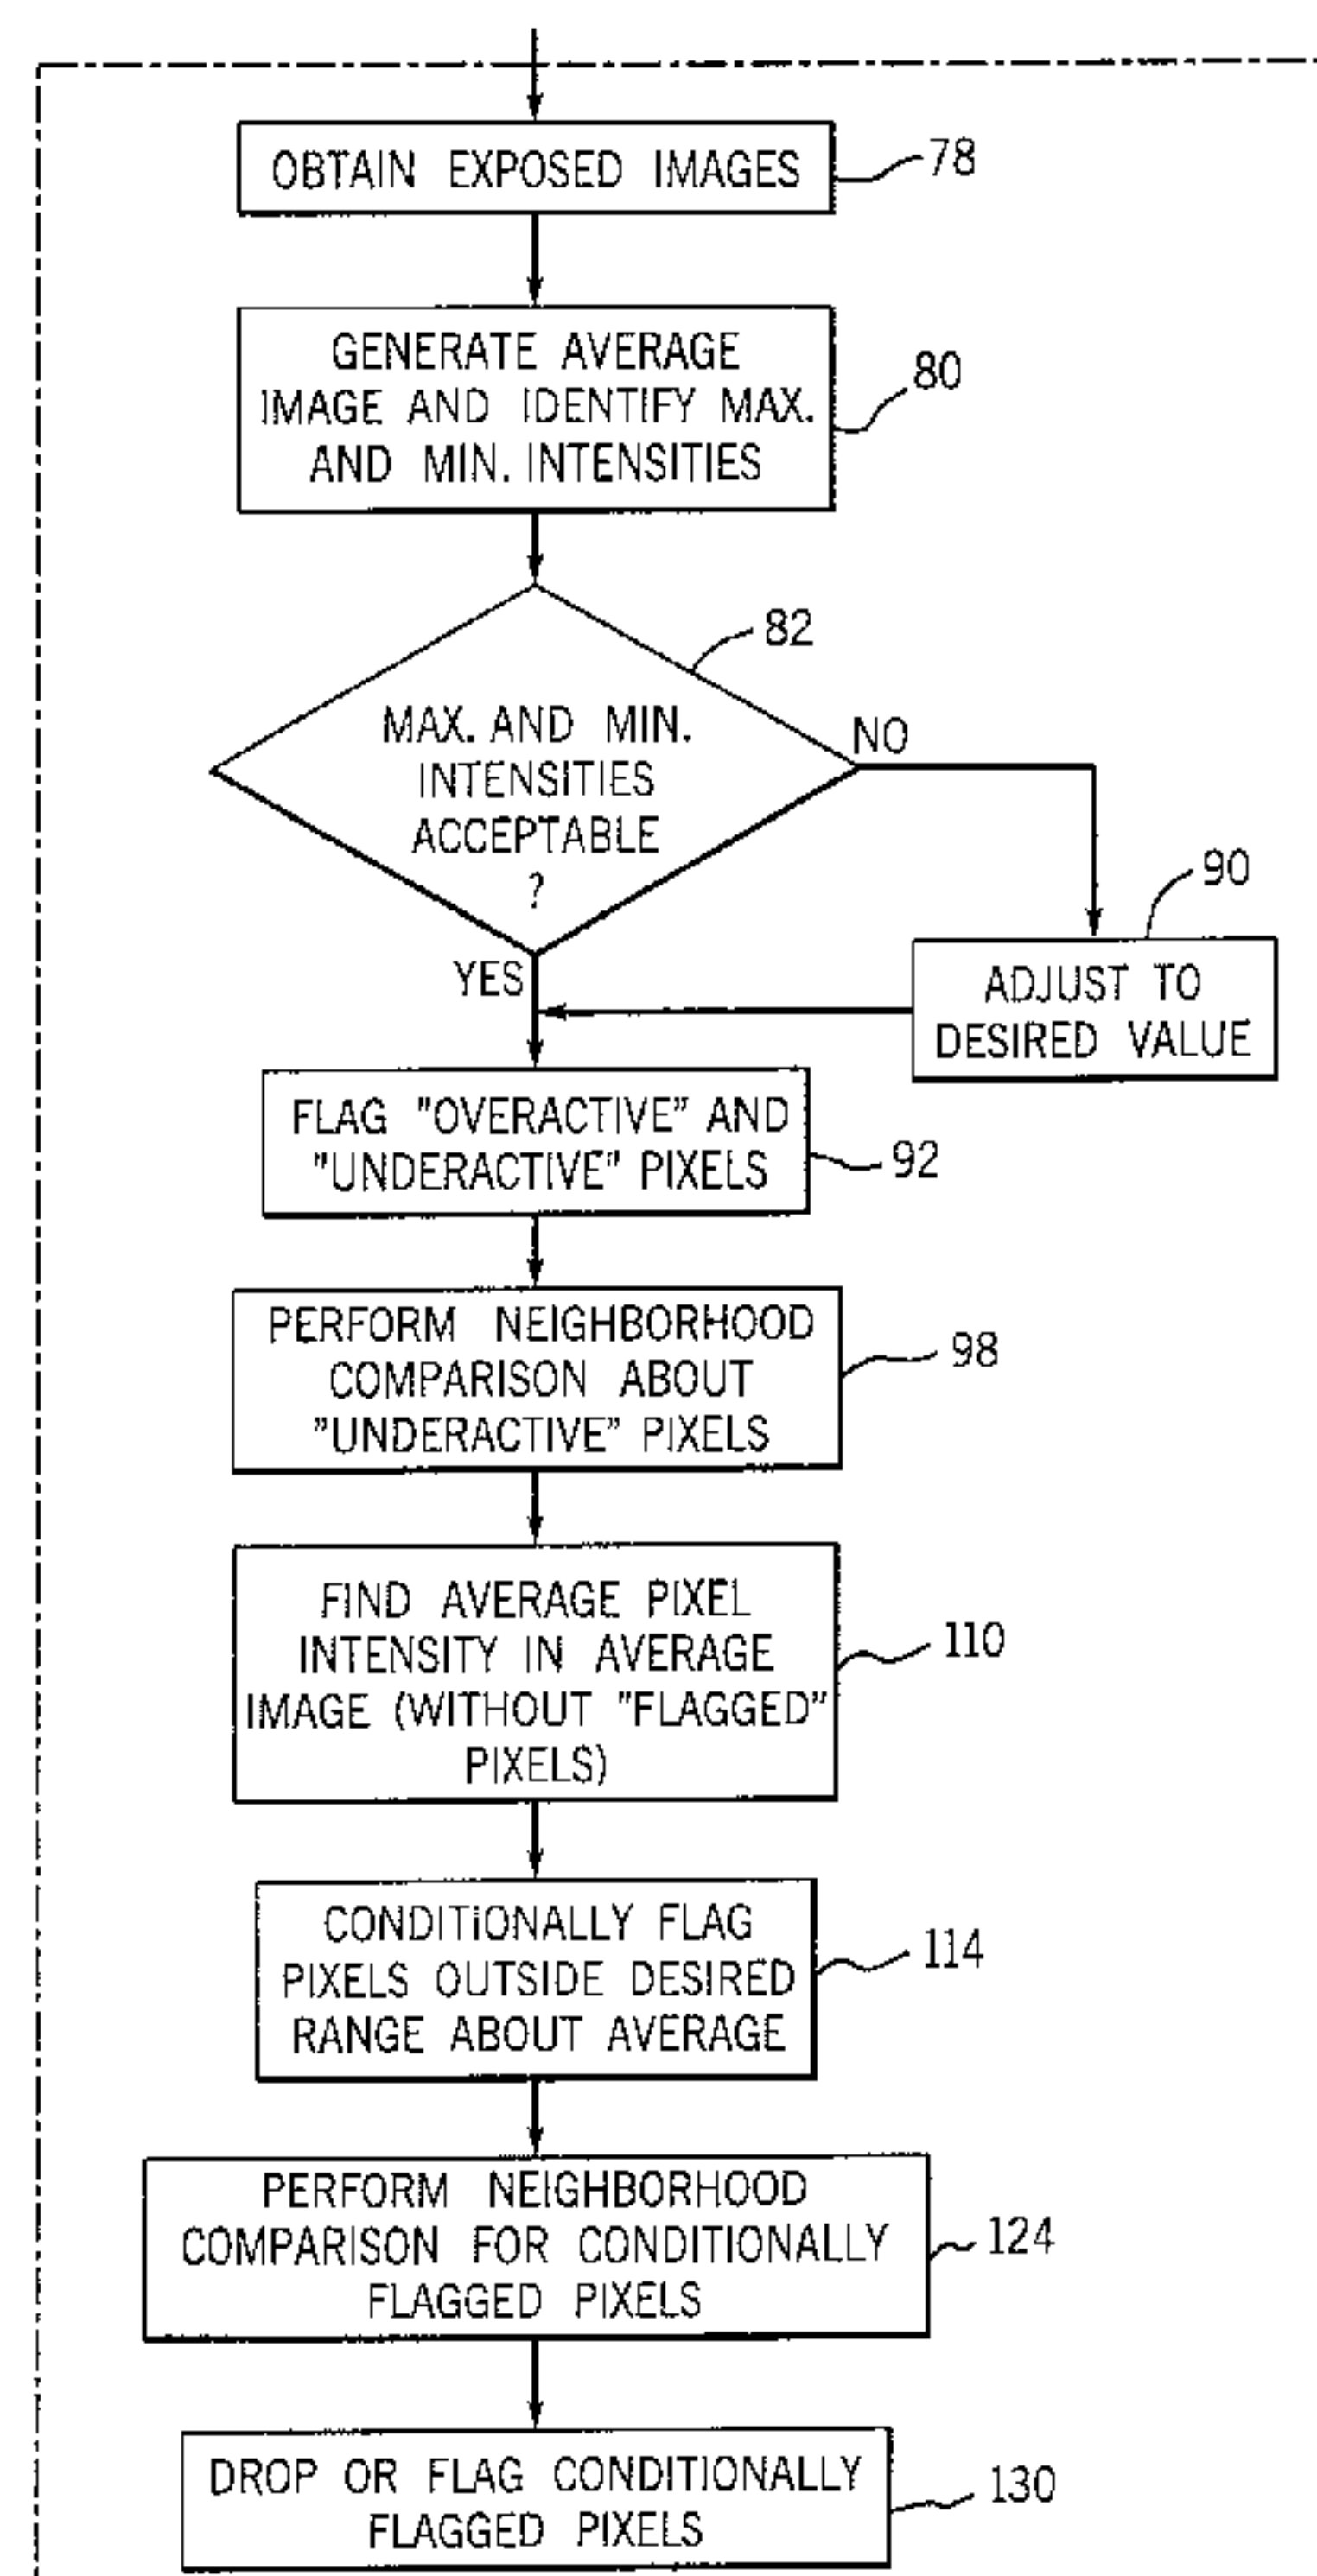 OBTAIN EXPOSED IMAGES
78
GENERATE AVERAGE
IMAGE AND IDENTIFY MAX.
AND MIN. INTENSITIES
80
82
MAX. AND MIN.
INTENSITIES
ACCEPTABLE
?
NO
90
YES
ADJUST TO
DESIRED VALUE
FLAG "OVERACTIVE" AND
"UNDERACTIVE" PIXELS
92
PERFORM NEIGHBORHOOD
COMPARISON ABOUT
"UNDERACTIVE" PIXELS
98
FIND AVERAGE PIXEL
INTENSITY IN AVERAGE
IMAGE (WITHOUT "FLAGGED"
PIXELS)
110
CONDITIONALLY FLAG
PIXELS OUTSIDE DESIRED
RANGE ABOUT AVERAGE
114
PERFORM NEIGHBORHOOD
COMPARISON FOR CONDITIONALLY
FLAGGED PIXELS
124
DROP OR FLAG CONDITIONALLY
FLAGGED PIXELS
130